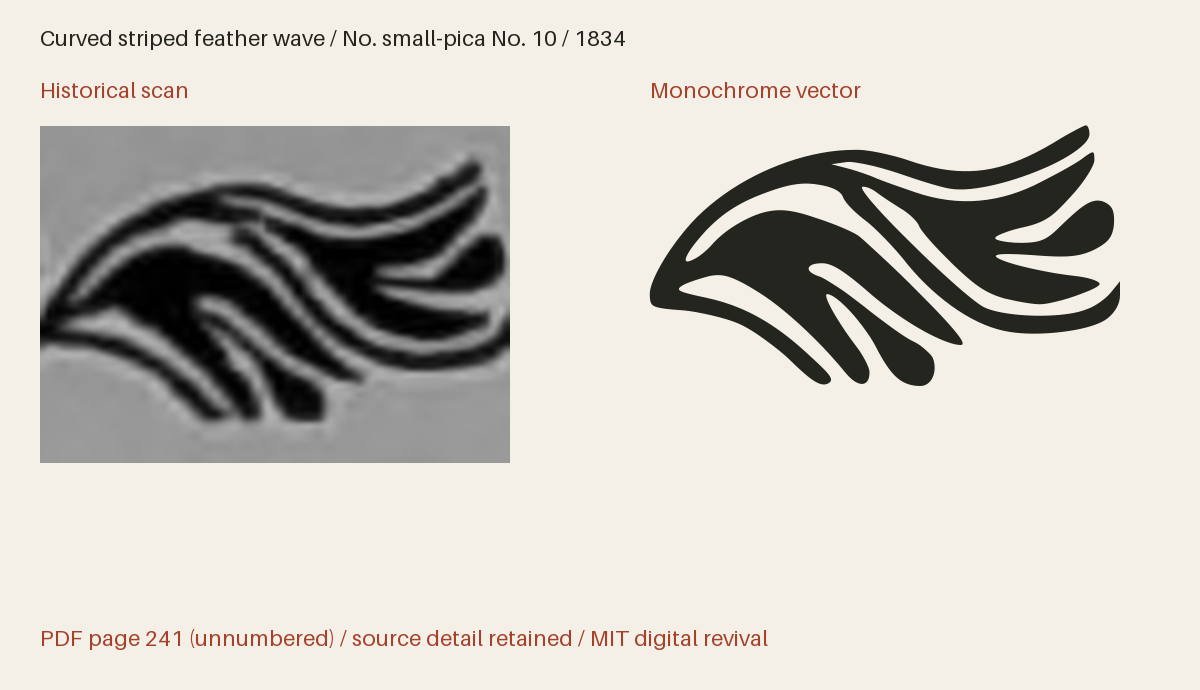 Curved striped feather wave / No. small-pica No. 10 / 1834
Historical scan
Monochrome vector
PDF page 241 (unnumbered) / source detail retained / MIT digital revival